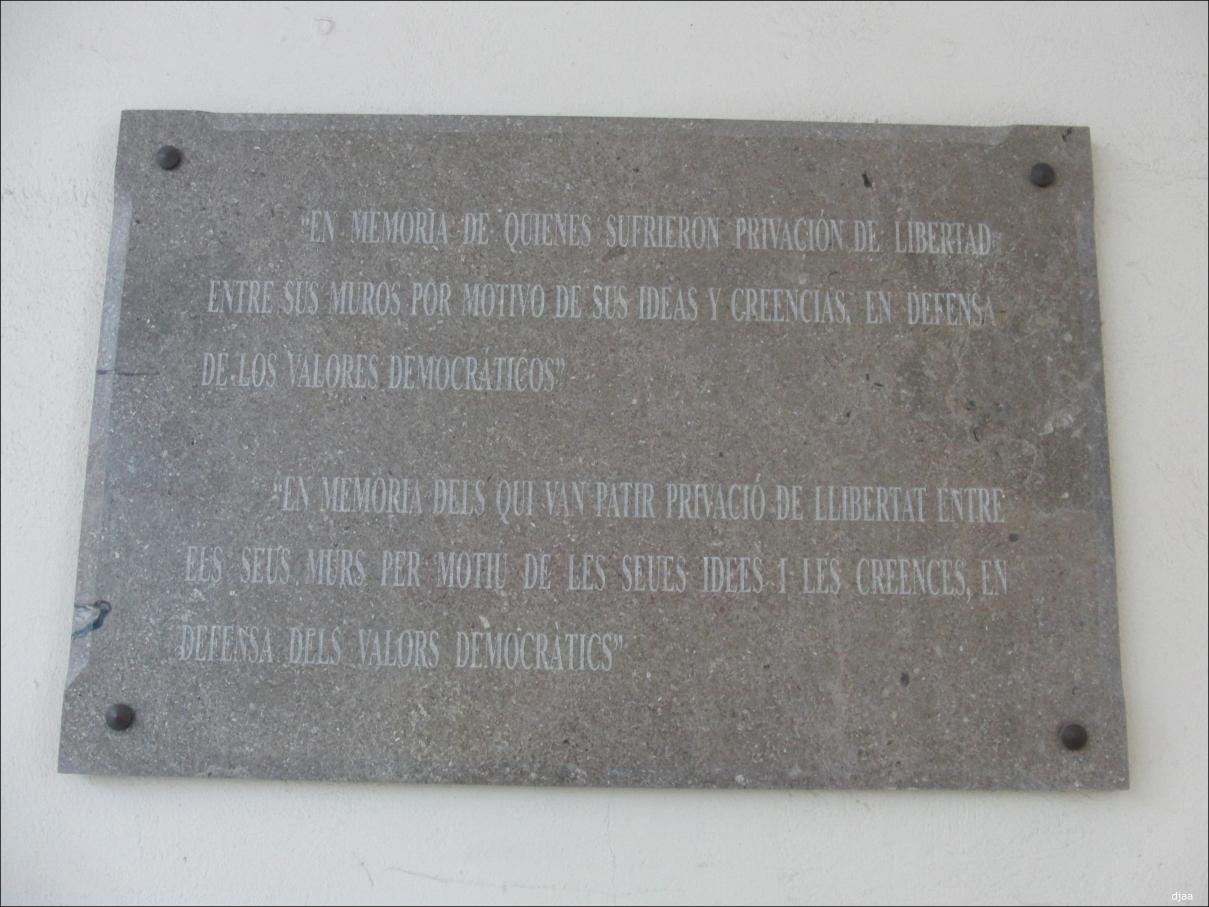 “EN MEMORIA DE QUIENES SUFRIERON PRIVACIÓN DE LIBERTAD
ENTRE SUS MUROS POR MOTIVO DE SUS IDEAS Y CREENCIAS, EN DEFENSA
DE LOS VALORES DEMOCRÁTICOS”
“EN MEMÒRIA DELS QUI VAN PATIR PRIVACIÓ DE LLIBERTAT ENTRE
ELS SEUS MURS PER MOTIU DE LES SEUES IDEES I LES CREENCES, EN
DEFENSA DELS VALORS DEMOCRÀTICS”
djaa